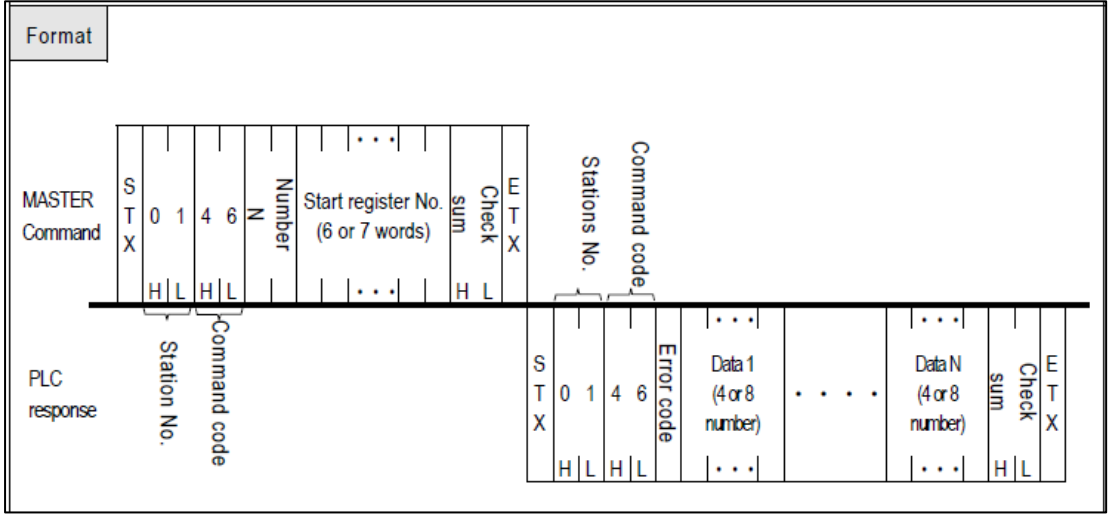 Format
MASTER
Command
S
T
X
0 1
4 6
N
Number
• • •
Start register No.
(6 or 7 words)
• • •
Check
sum
E
T
X
H L H L
H L
Station No.
Command code
Stations No.
Command code
PLC
response
S
T
X
0 1
4 6
Error code
• • •
Data 1
(4 or 8
number)
• • •
• • • •
• • •
Data N
(4 or 8
number)
• • •
Check
sum
E
T
X
H L H L
H L